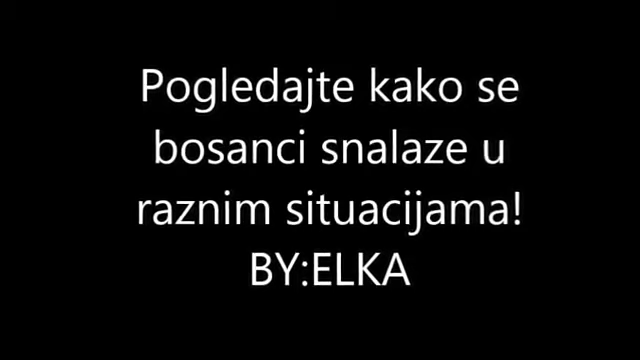 Pogledajte kako se
bosanci snalaze u
raznim situacijama!
BY:ELKA